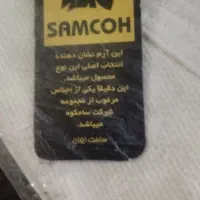 SAMCOH
این آرم نشان دهندهٔ
انتخاب اصلی این نوع
محصول میباشد.
این دقیقا یکی از اجناس
مرغوب از مجموعه
شرکت سامکوه
میباشد.
ساخت